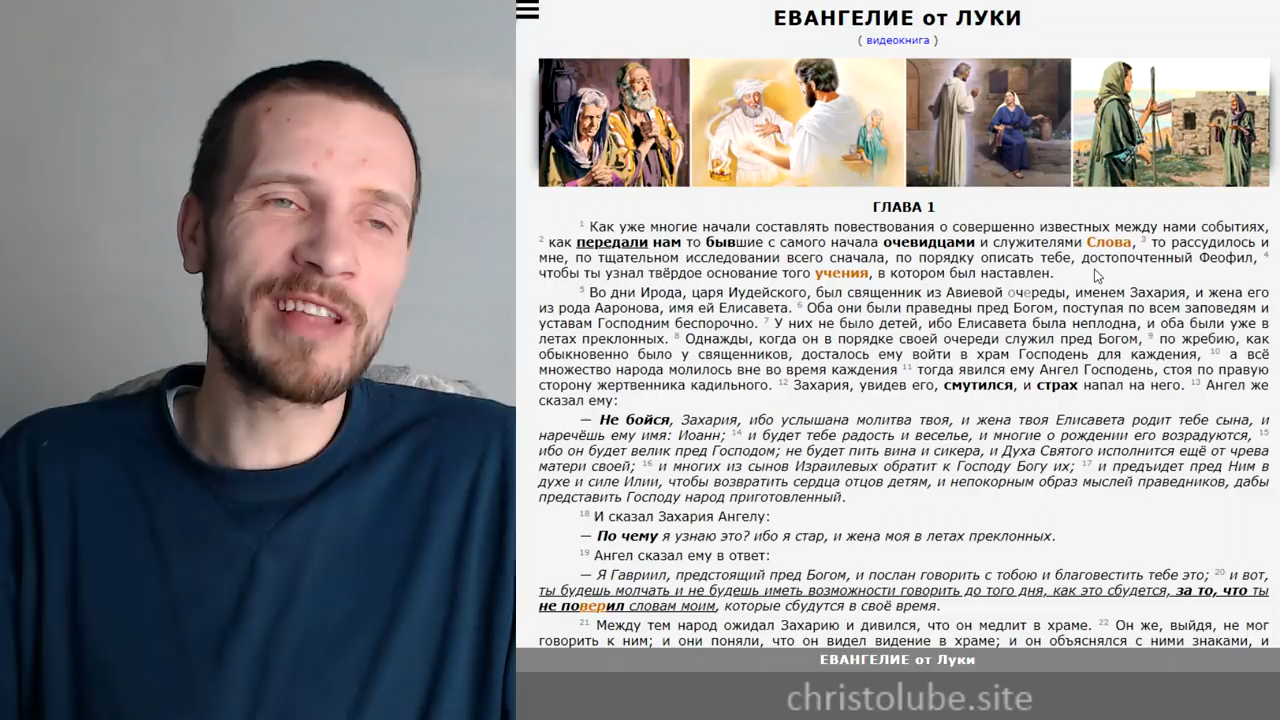 ЕВАНГЕЛИЕ от ЛУКИ
( видеокнига )
ГЛАВА 1
1 Как уже многие начали составлять повествования о совершенно известных между нами событиях,
2 как передали нам то бывшие с самого начала очевидцами и служителями Слова, 3 то рассудилось и
мне, по тщательном исследовании всего сначала, по порядку описать тебе, достопочтенный Феофил, 4
чтобы ты узнал твёрдое основание того учения, в котором был наставлен.
5 Во дни Ирода, царя Иудейского, был священник из Авиевой очереды, именем Захария, и жена его
из рода Ааронова, имя ей Елисавета. 6 Оба они были праведны пред Богом, поступая по всем заповедям и
уставам Господним беспорочно. 7 У них не было детей, ибо Елисавета была неплодна, и оба были уже в
летах преклонных. 8 Однажды, когда он в порядке своей очереди служил пред Богом, 9 по жребию, как
обыкновенно было у священников, досталось ему войти в храм Господень для каждения, 10 а всё
множество народа молилось вне во время каждения 11 тогда явился ему Ангел Господень, стоя по правую
сторону жертвенника кадильного. 12 Захария, увидев его, смутился, и страх напал на него. 13 Ангел же
сказал ему:
— Не бойся, Захария, ибо услышана молитва твоя, и жена твоя Елисавета родит тебе сына, и
наречёшь ему имя: Иоанн; 14 и будет тебе радость и веселье, и многие о рождении его возрадуются, 15
ибо он будет велик пред Господом; не будет пить вина и сикера, и Духа Святого исполнится ещё от чрева
матери своей; 16 и многих из сынов Израилевых обратит к Господу Богу их; 17 и предъидет пред Ним в
духе и силе Илии, чтобы возвратить сердца отцов детям, и непокорным образ мыслей праведников, дабы
представить Господу народ приготовленный.
18 И сказал Захария Ангелу:
— По чему я узнаю это? ибо я стар, и жена моя в летах преклонных.
19 Ангел сказал ему в ответ:
— Я Гавриил, предстоящий пред Богом, и послан говорить с тобою и благовестить тебе это; 20 и вот,
ты будешь молчать и не будешь иметь возможности говорить до того дня, как это сбудется, за то, что ты
не поверил словам моим, которые сбудутся в своё время.
21 Между тем народ ожидал Захарию и дивился, что он медлит в храме. 22 Он же, выйдя, не мог
говорить к ним; и они поняли, что он видел видение в храме; и он объяснялся с ними знаками, и
ЕВАНГЕЛИЕ от Луки
christolube.site